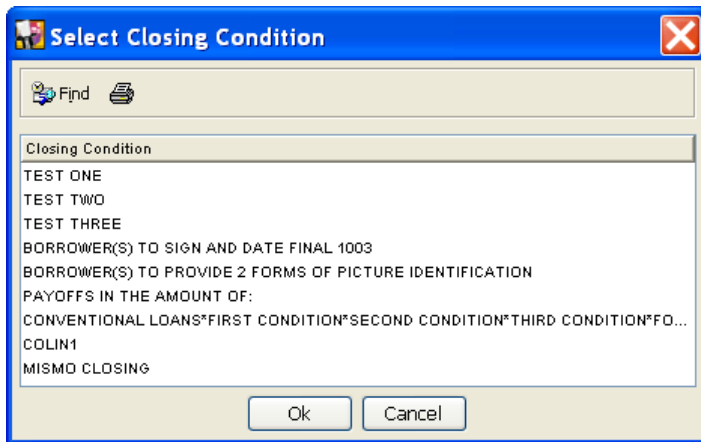 Select Closing Condition
Find
Closing Condition
TEST ONE
TEST TWO
TEST THREE
BORROWER(S) TO SIGN AND DATE FINAL 1003
BORROWER(S) TO PROVIDE 2 FORMS OF PICTURE IDENTIFICATION
PAYOFFS IN THE AMOUNT OF:
CONVENTIONAL LOANS*FIRST CONDITION*SECOND CONDITION*THIRD CONDITION*FO...
COLIN1
MISMO CLOSING
Ok Cancel